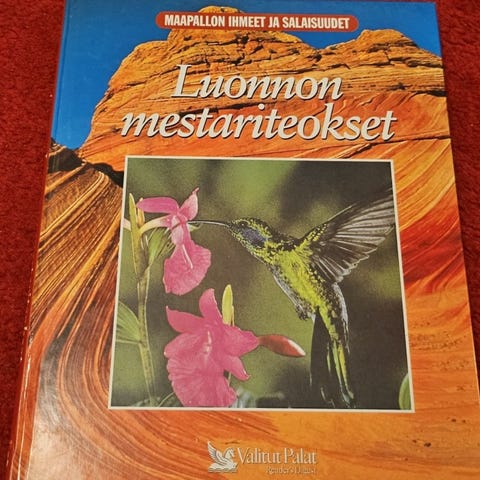 MAAPALLON IHMEET JA SALAISUUDET
Luonnon
mestariteokset
Valitut Palat
Reader's Digest